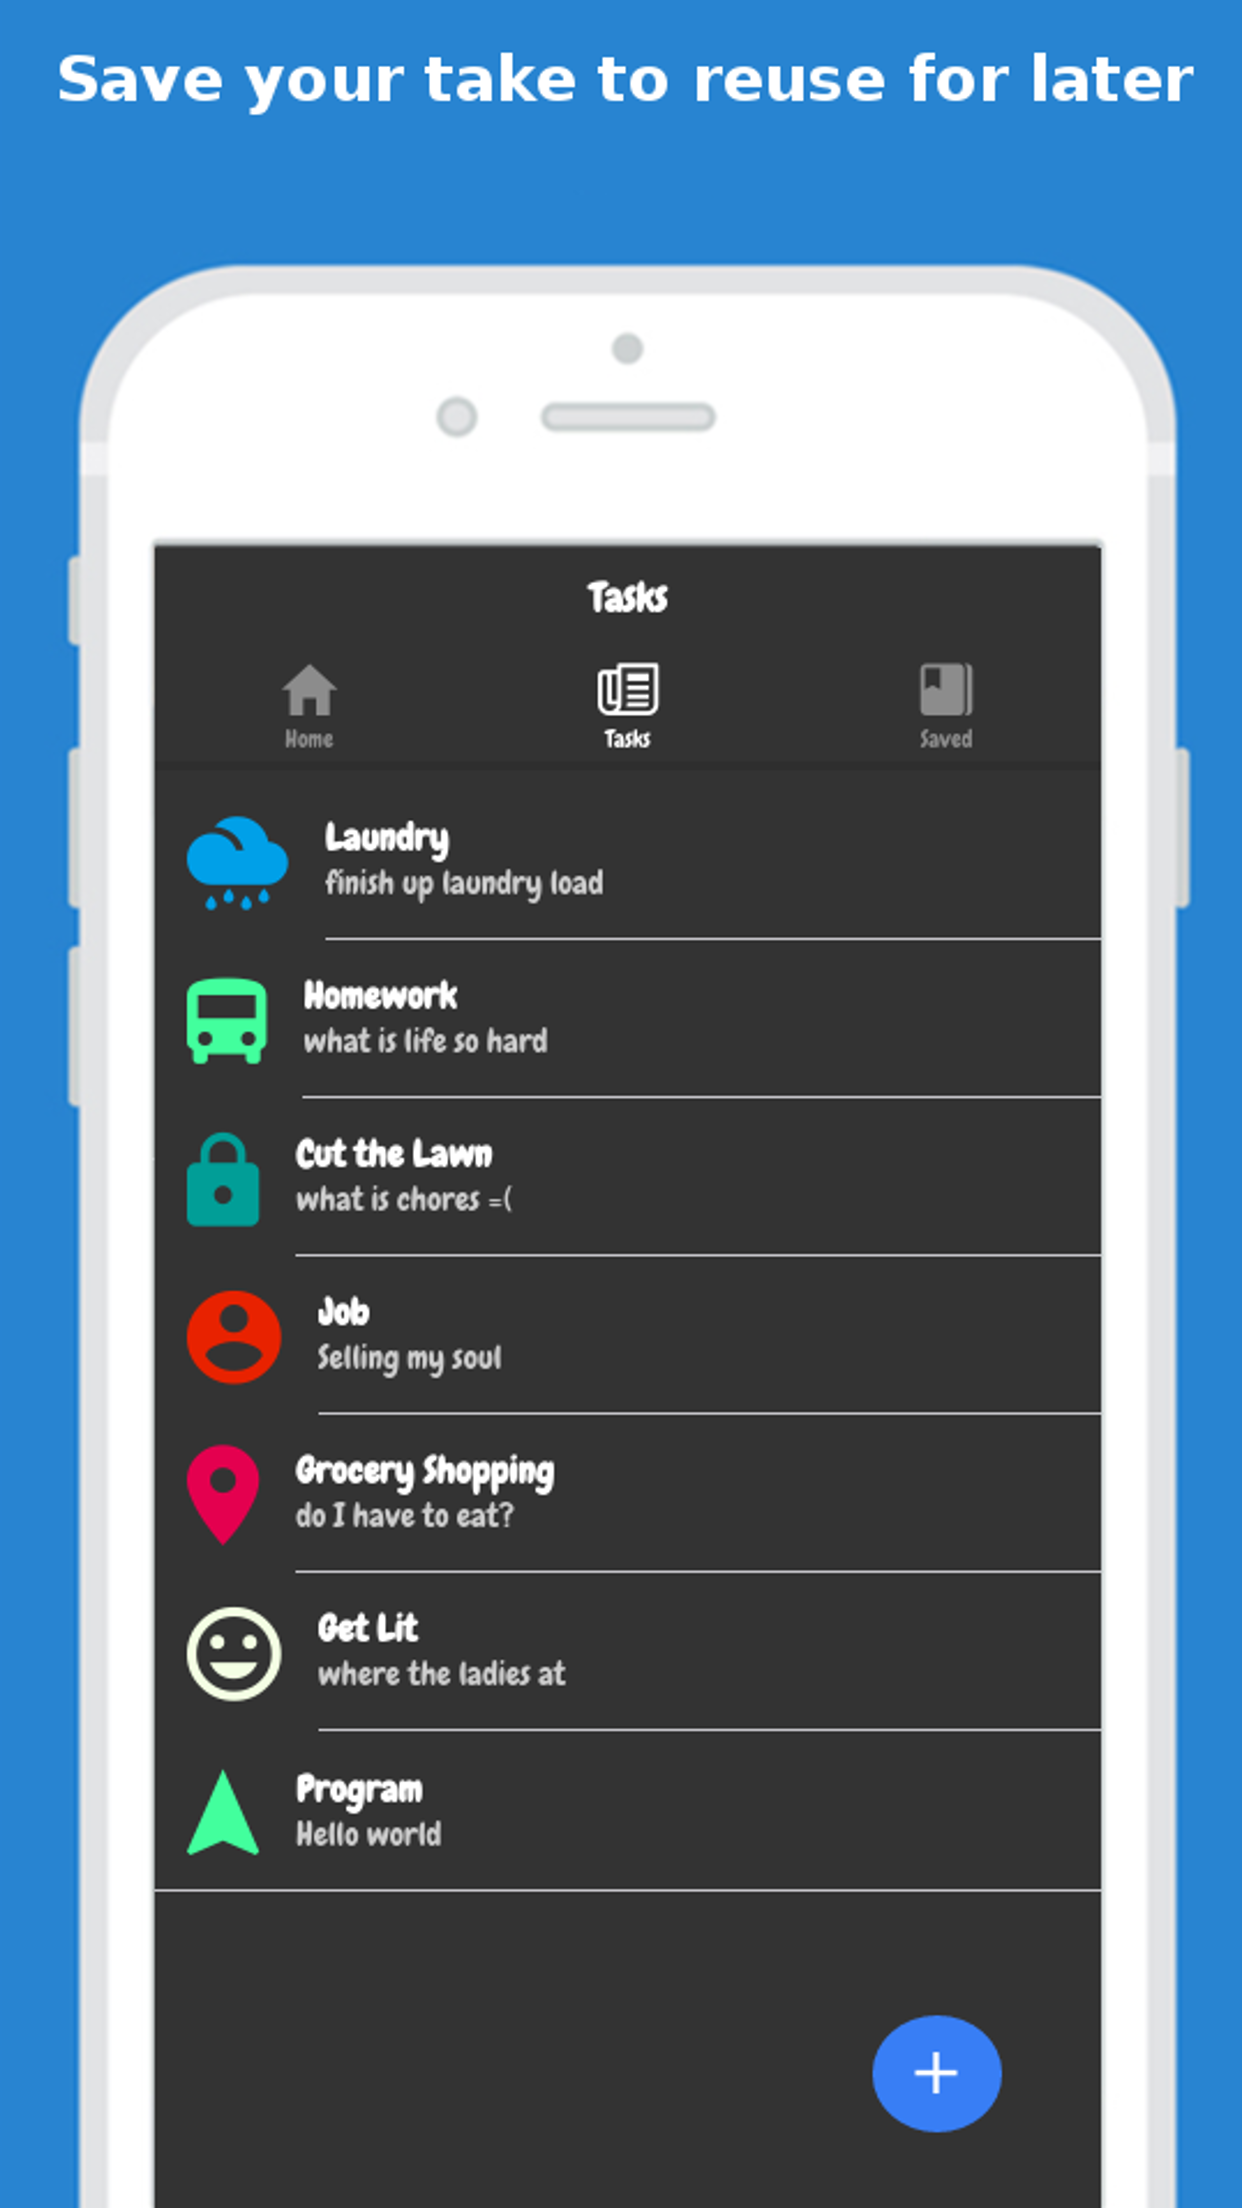 Save your take to reuse for later
Tasks
Home
Tasks
Saved
Laundry
finish up laundry load
Homework
what is life so hard
Cut the Lawn
what is chores =(
Job
Selling my soul
Grocery Shopping
do I have to eat?
Get Lit
where the ladies at
Program
Hello world